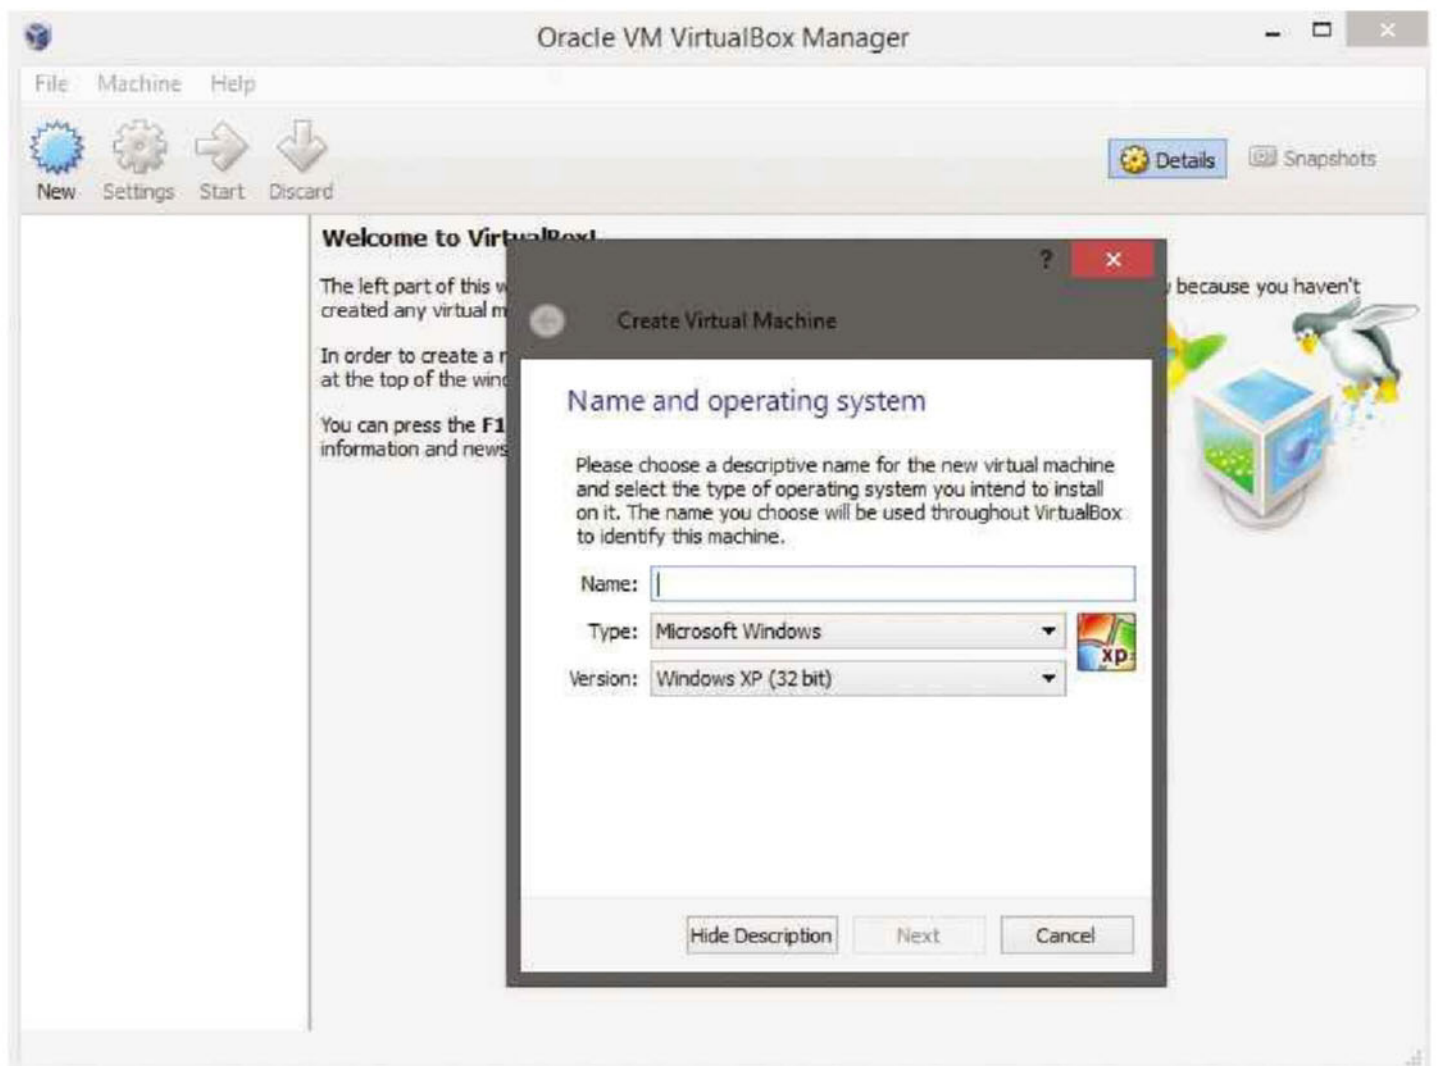 Oracle VM VirtualBox Manager
File Machine Help
New Settings Start Discard
Details Snapshots
Welcome to VirtualBox!
The left part of this w
because you haven't
created any virtual m
In order to create a
at the top of the wind
You can press the F1
information and news
?
Create Virtual Machine
Name and operating system
Please choose a descriptive name for the new virtual machine
and select the type of operating system you intend to install
on it. The name you choose will be used throughout VirtualBox
to identify this machine.
Name:
Type: Microsoft Windows
xp
Version: Windows XP (32 bit)
Hide Description Next Cancel